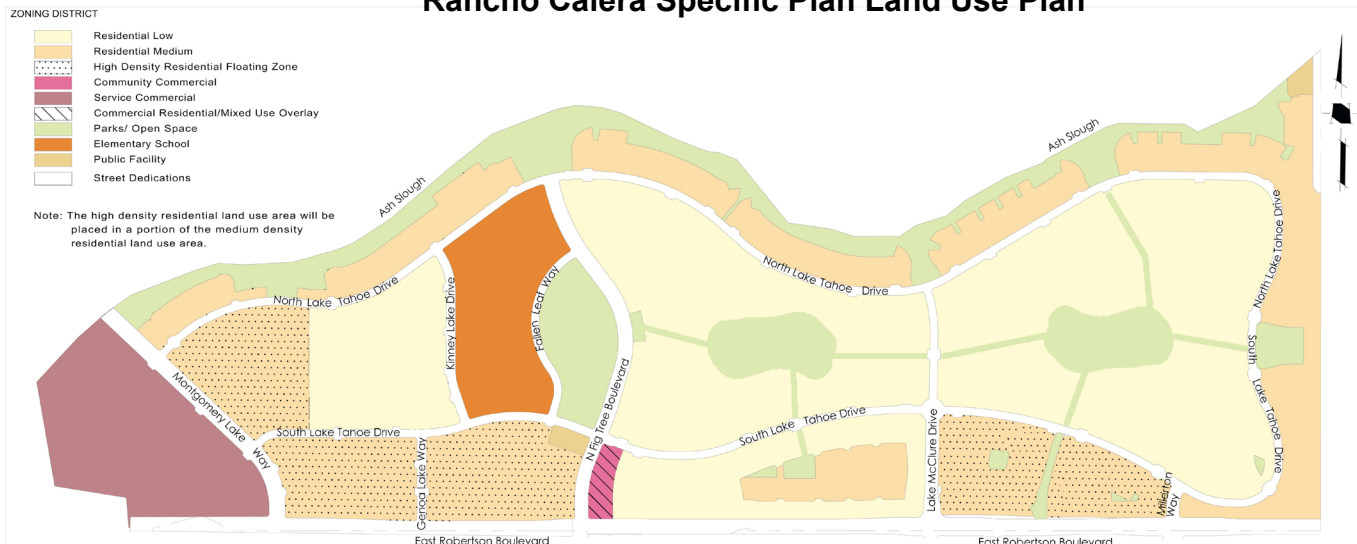 Rancho Calera Specific Plan Land Use Plan
ZONING DISTRICT
Residential Low
Residential Medium
High Density Residential Floating Zone
Community Commercial
Service Commercial
Commercial Residential/Mixed Use Overlay
Parks/ Open Space
Elementary School
Public Facility
Street Dedications
Note: The high density residential land use area will be
placed in a portion of the medium density
residential land use area.
Ash Slough
Ash Slough
North Lake Tahoe Drive
North Lake Tahoe Drive
North Lake Tahoe Drive
Kinney Lake Drive
Fallen Leaf Way
N Fig Tree Boulevard
Montgomery Lake Way
South Lake Tahoe Drive
South Lake Tahoe Drive
South Lake Tahoe Drive
Genoa Lake Way
Lake McClure Drive
Millerton
Way
East Robertson Boulevard
East Robertson Boulevard